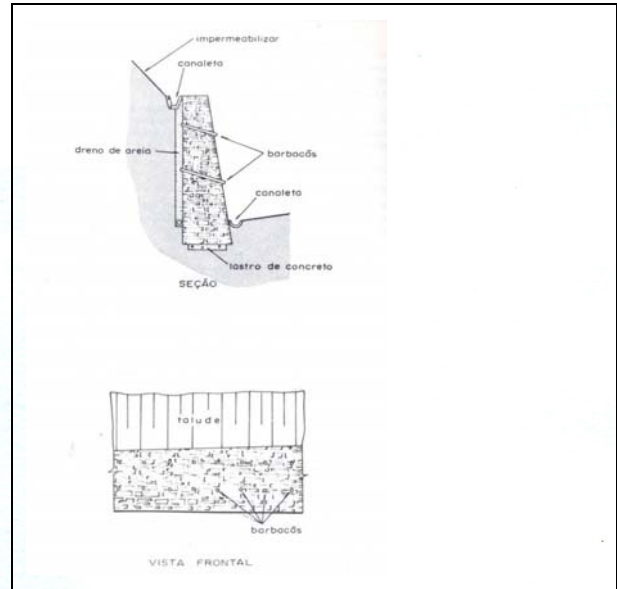 impermeabilizar
canaleta
dreno de areia
barbacãs
canaleta
lastro de concreto
SEÇÃO
talude
barbacãs
VISTA FRONTAL